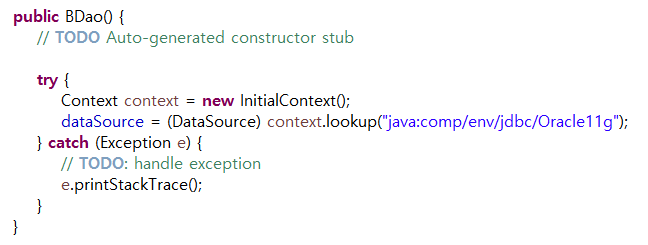 public BDao() {
// TODO Auto-generated constructor stub
try {
Context context = new InitialContext();
dataSource = (DataSource) context.lookup("java:comp/env/jdbc/Oracle11g");
} catch (Exception e) {
// TODO: handle exception
e.printStackTrace();
}
}